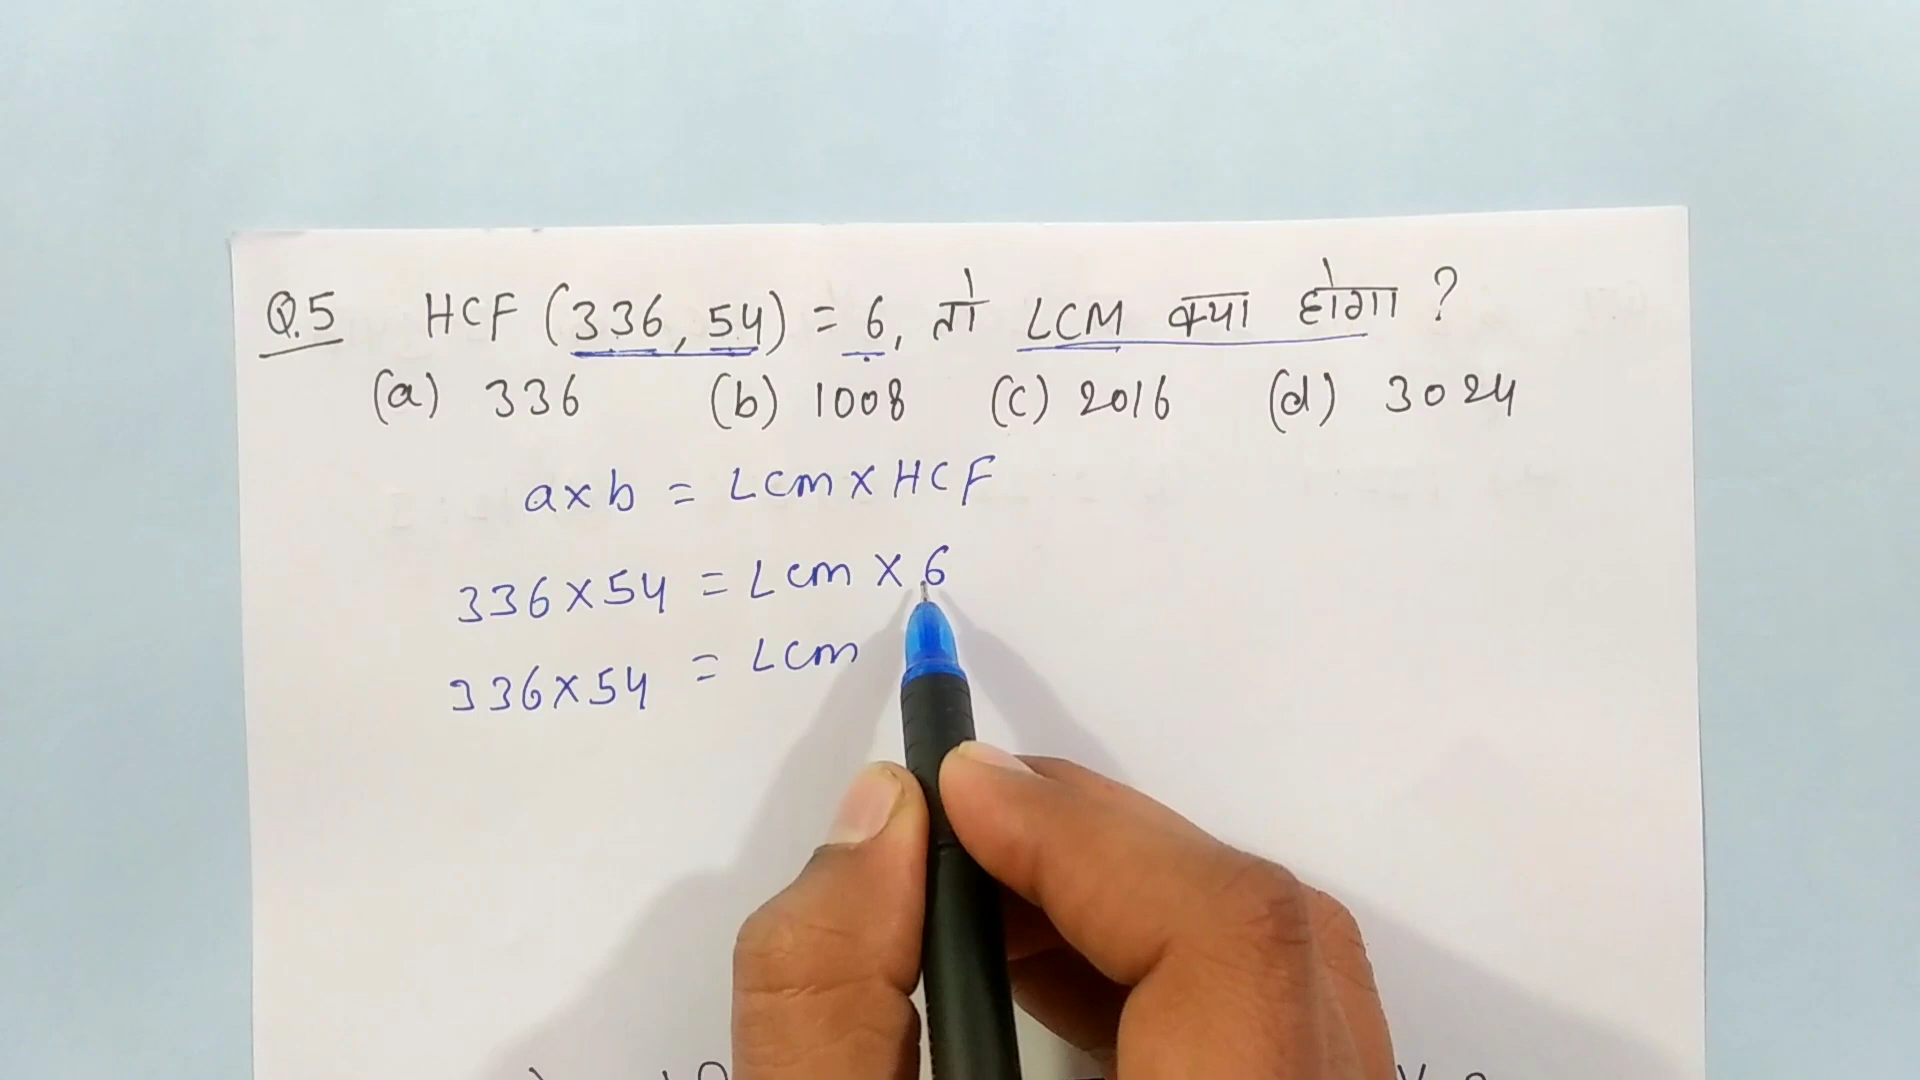 Q.5 HCF (336, 54) = 6, तो LCM क्या होगा ?
(a) 336 (b) 1008 (c) 2016 (d) 3024
a x b = Lcm x HCF
336 x 54 = Lcm x 6
336 x 54 = Lcm